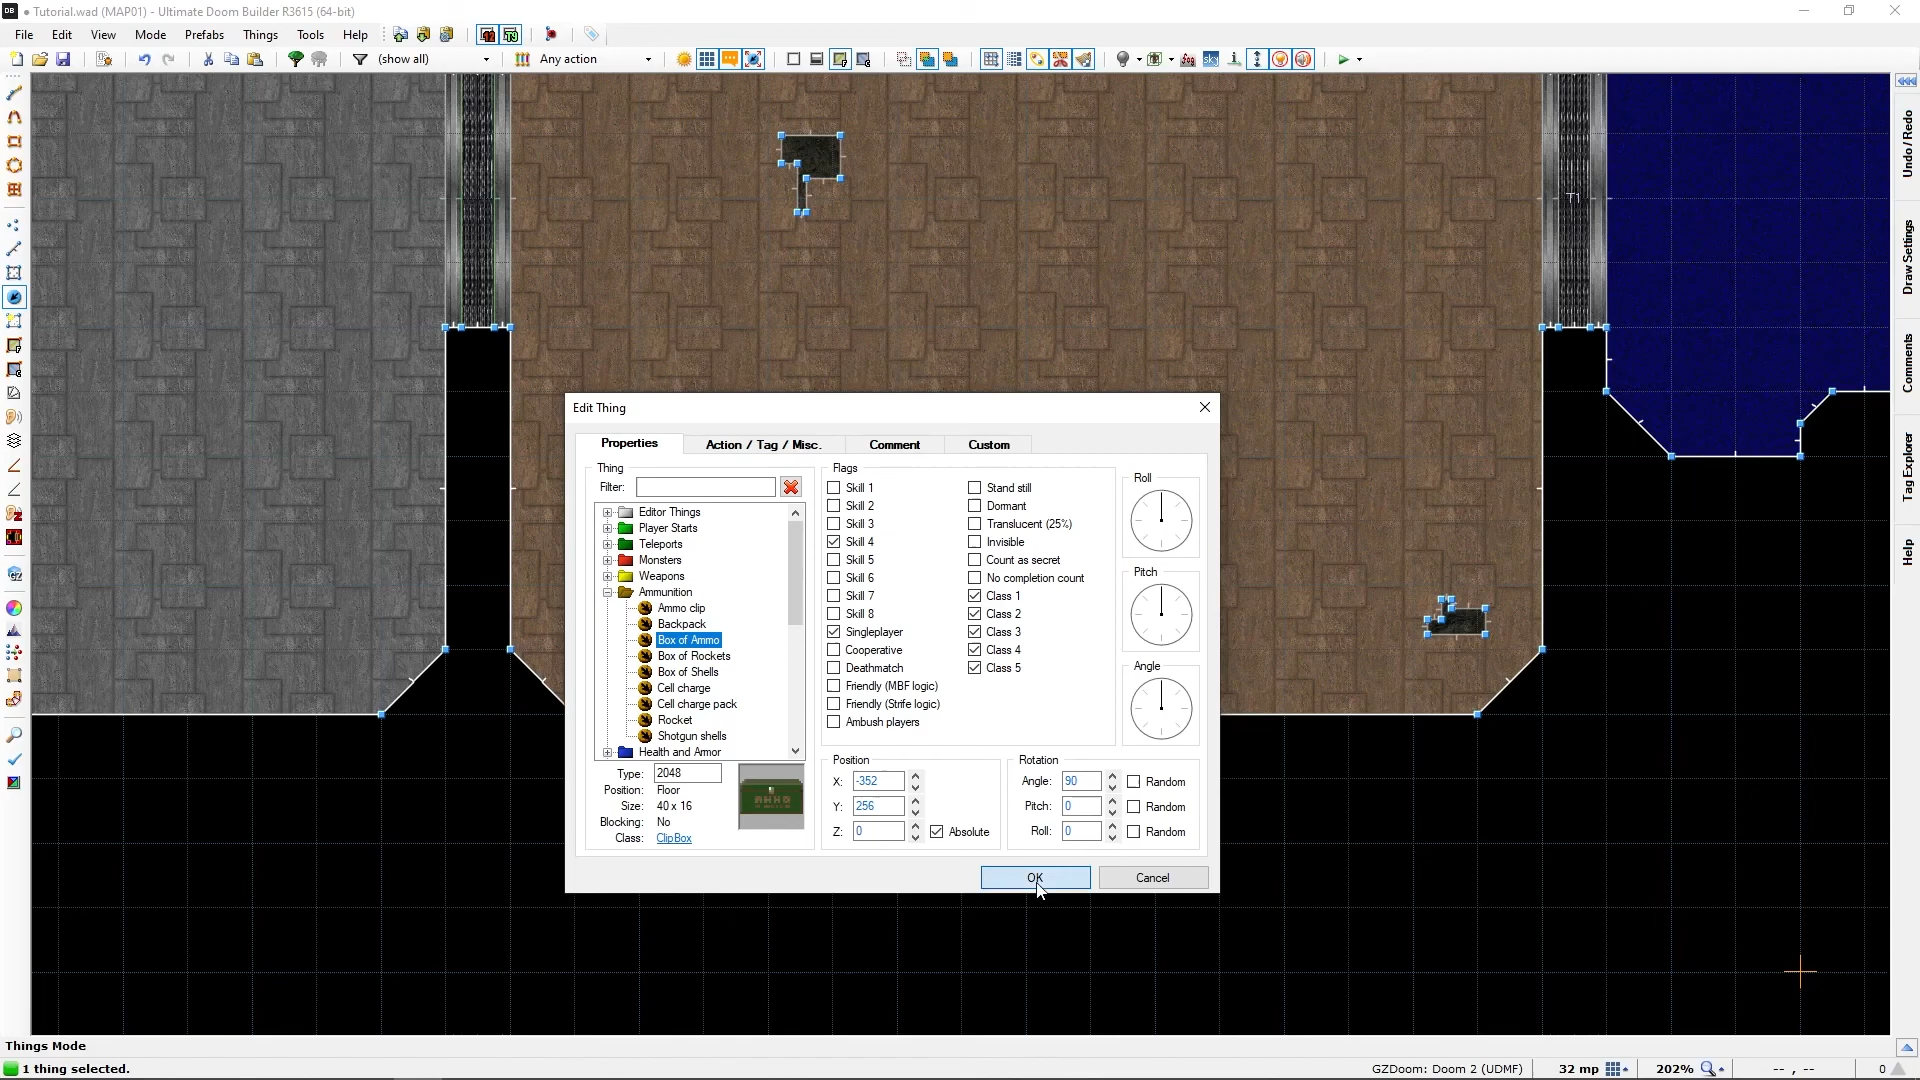 DB
• Tutorial.wad (MAP01) - Ultimate Doom Builder R3615 (64-bit)
File Edit View Mode Prefabs Things Tools Help
(show all) Any action
Undo / Redo
Draw Settings
Comments
Tag Explorer
Help
T1
Edit Thing
Properties Action / Tag / Misc. Comment Custom
Thing
Filter:
Editor Things
Player Starts
Teleports
Monsters
Weapons
Ammunition
Ammo clip
Backpack
Box of Ammo
Box of Rockets
Box of Shells
Cell charge
Cell charge pack
Rocket
Shotgun shells
Health and Armor
Type: 2048
Position: Floor
Size: 40 x 16
Blocking: No
Class: ClipBox
AMMO
Flags
Skill 1
Skill 2
Skill 3
Skill 4
Skill 5
Skill 6
Skill 7
Skill 8
Singleplayer
Cooperative
Deathmatch
Friendly (MBF logic)
Friendly (Strife logic)
Ambush players
Stand still
Dormant
Translucent (25%)
Invisible
Count as secret
No completion count
Class 1
Class 2
Class 3
Class 4
Class 5
Roll
Pitch
Angle
Position
X: -352
Y: 256
Z: 0 Absolute
Rotation
Angle: 90 Random
Pitch: 0 Random
Roll: 0 Random
OK Cancel
Things Mode
1 thing selected.
GZDoom: Doom 2 (UDMF) 32 mp 202% -- , -- 0